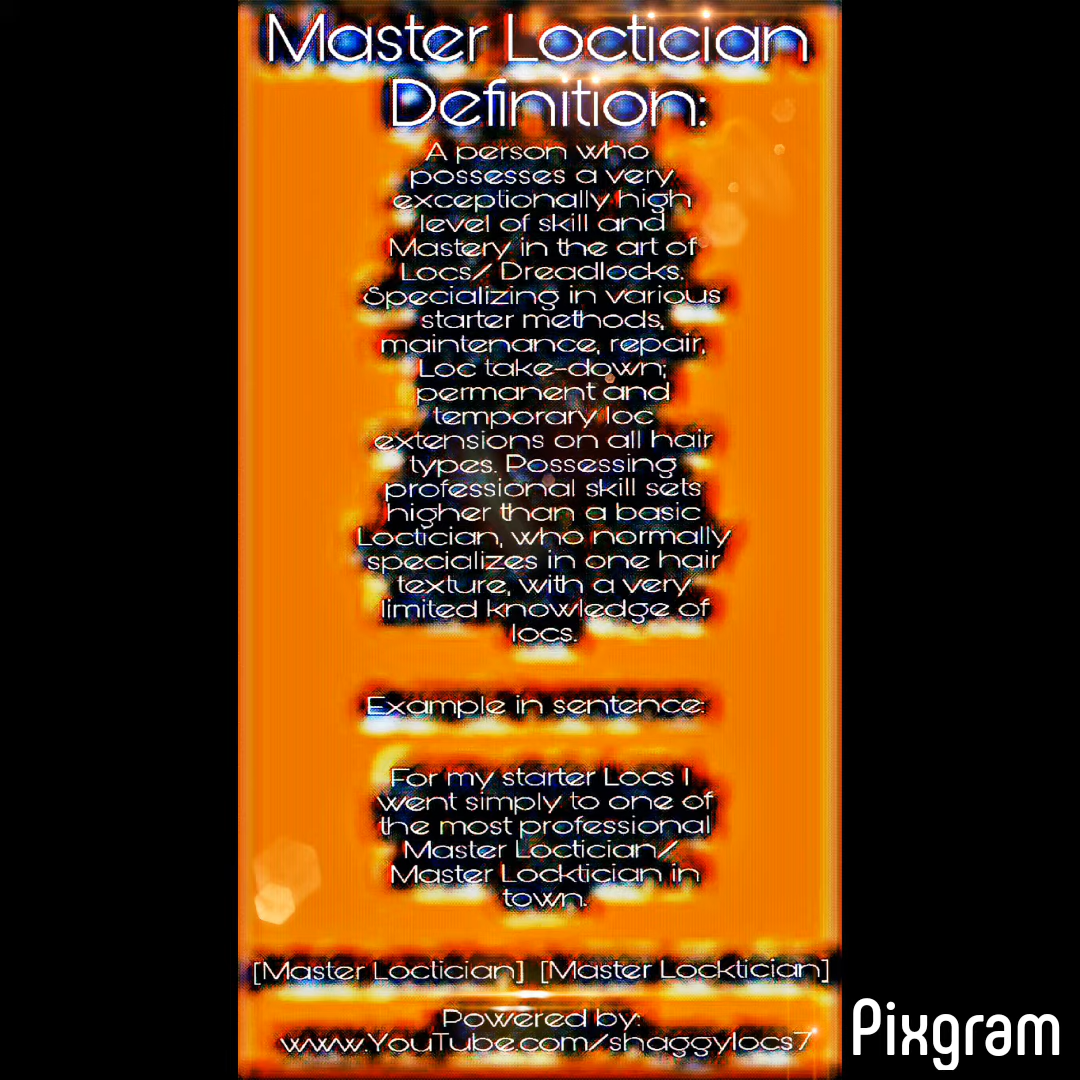 Master Loctician
Definition:
A person who
possesses a very
exceptionally high
level of skill and
Mastery in the art of
Locs/ Dreadlocks.
Specializing in various
starter methods,
maintenance, repair,
Loc take-down;
permanent and
temporary loc
extensions on all hair
types. Possessing
professional skill sets
higher than a basic
Loctician, who normally
specializes in one hair
texture, with a very
limited knowledge of
locs.
Example in sentence:
For my starter Locs I
went simply to one of
the most professional
Master Loctician/
Master Locktician in
town.
[Master Loctician] [Master Locktician]
Powered by:
www.YouTube.com/shaggylocs7
Pixgram